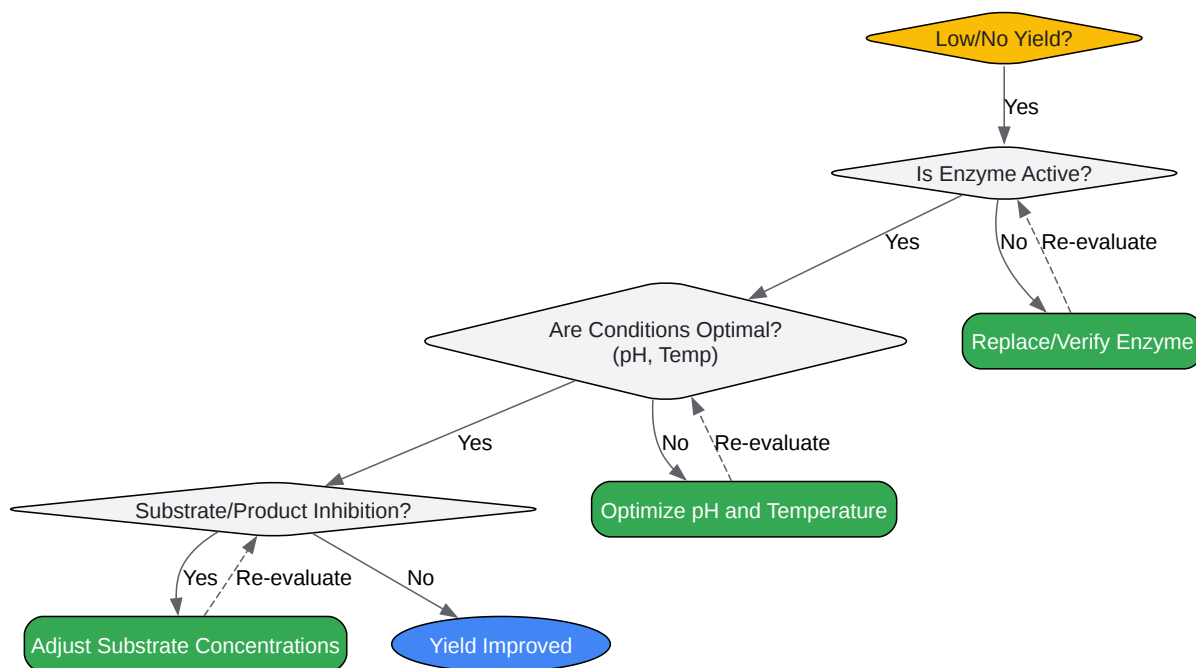 Low/No Yield?
Yes
Is Enzyme Active?
Yes
No
Re-evaluate
Are Conditions Optimal?
(pH, Temp)
Replace/Verify Enzyme
Yes
No
Re-evaluate
Substrate/Product Inhibition?
Optimize pH and Temperature
Yes
Re-evaluate
No
Adjust Substrate Concentrations
Yield Improved